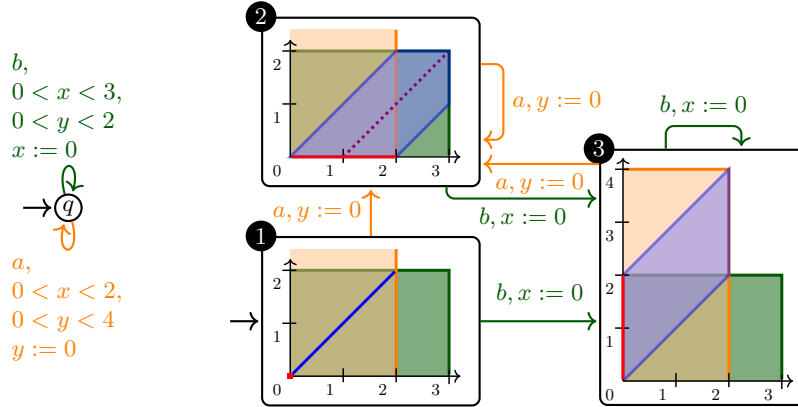 b,
0 < x < 3,
0 < y < 2
x := 0
q
a,
0 < x < 2,
0 < y < 4
y := 0
2
2
1
0
1
2
3
a, y := 0
b, x := 0
3
a, y := 0
a, y := 0
b, x := 0
4
3
2
1
0
1
2
3
1
2
1
0
1
2
3
b, x := 0